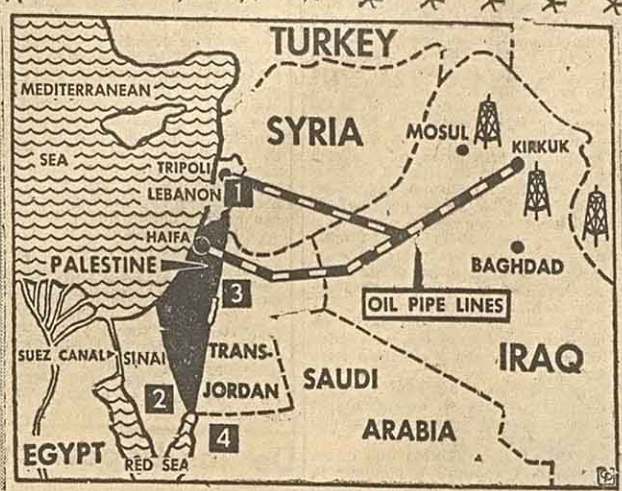 TURKEY
MEDITERRANEAN
SEA
SYRIA
MOSUL
KIRKUK
TRIPOLI
LEBANON
1
HAIFA
PALESTINE
BAGHDAD
3
OIL PIPE LINES
SUEZ CANAL
SINAI
TRANS-
JORDAN
SAUDI
ARABIA
IRAQ
2
4
EGYPT
RED SEA